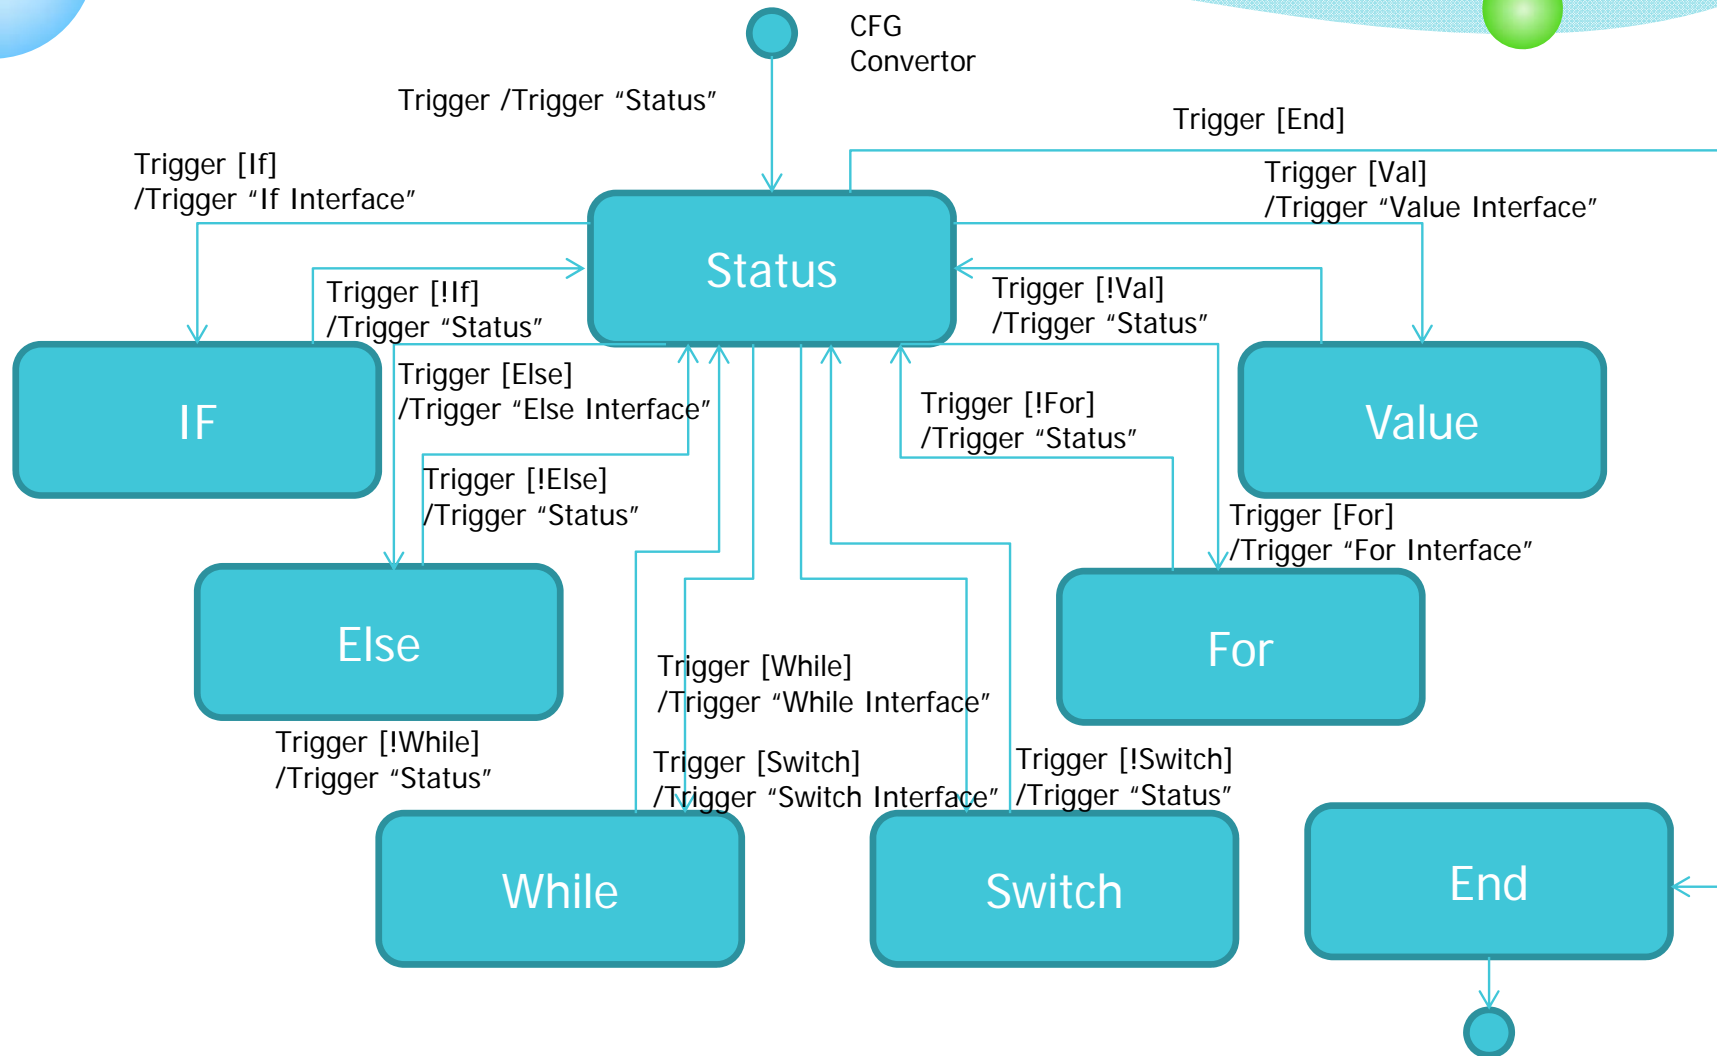 CFG
Convertor
Trigger /Trigger “Status”
Trigger [End]
Trigger [If]
/Trigger “If Interface”
Trigger [Val]
/Trigger “Value Interface”
Status
Trigger [!If]
/Trigger “Status”
Trigger [!Val]
/Trigger “Status”
Trigger [Else]
/Trigger “Else Interface”
Trigger [!For]
/Trigger “Status”
IF
Value
Trigger [!Else]
/Trigger “Status”
Trigger [For]
/Trigger “For Interface”
Else
For
Trigger [While]
/Trigger “While Interface”
Trigger [!While]
/Trigger “Status”
Trigger [Switch]
/Trigger “Switch Interface”
Trigger [!Switch]
/Trigger “Status”
While
Switch
End